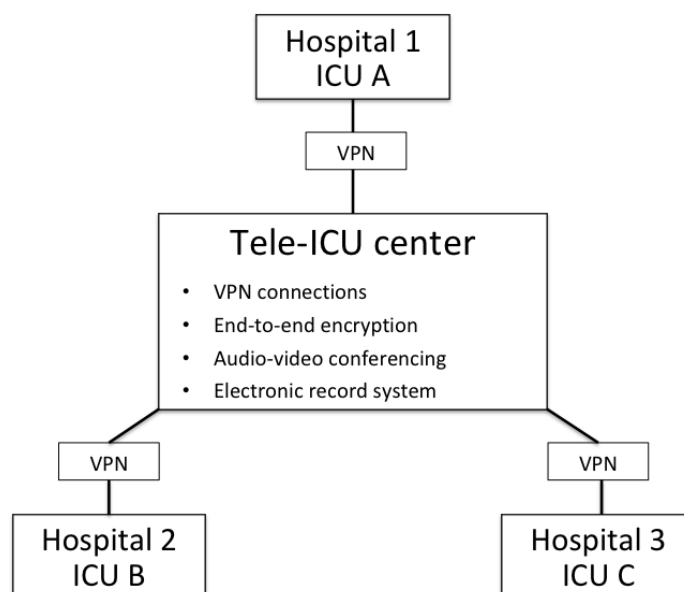 Hospital 1
ICU A
VPN
Tele-ICU center
• VPN connections
• End-to-end encryption
• Audio-video conferencing
• Electronic record system
VPN
VPN
Hospital 2
ICU B
Hospital 3
ICU C